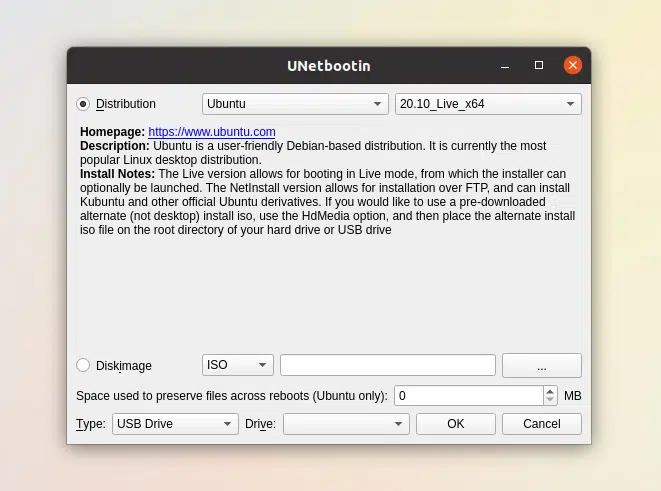 UNetbootin
Distribution Ubuntu 20.10_Live_x64
Homepage: https://www.ubuntu.com
Description: Ubuntu is a user-friendly Debian-based distribution. It is currently the most
popular Linux desktop distribution.
Install Notes: The Live version allows for booting in Live mode, from which the installer can
optionally be launched. The NetInstall version allows for installation over FTP, and can install
Kubuntu and other official Ubuntu derivatives. If you would like to use a pre-downloaded
alternate (not desktop) install iso, use the HdMedia option, and then place the alternate install
iso file on the root directory of your hard drive or USB drive
Diskimage ISO ...
Space used to preserve files across reboots (Ubuntu only): 0 MB
Type: USB Drive Drive: OK Cancel